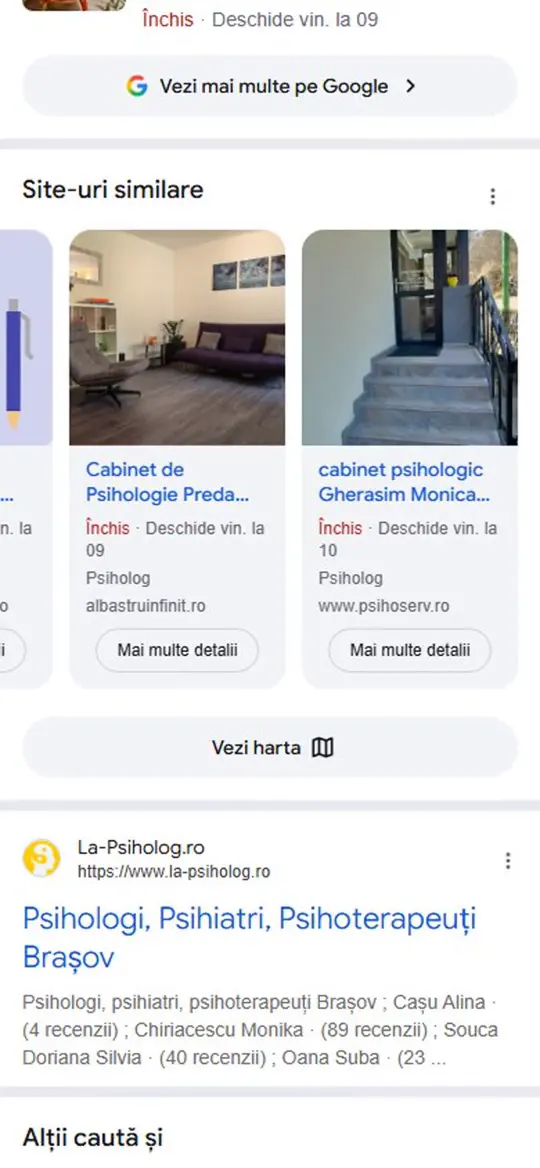 Închis · Deschide vin. la 09
Vezi mai multe pe Google
Site-uri similare
...
n. la
o
i
Cabinet de
Psihologie Preda...
Închis · Deschide vin. la
09
Psiholog
albastruinfinit.ro
Mai multe detalii
cabinet psihologic
Gherasim Monica...
Închis · Deschide vin. la
10
Psiholog
www.psihoserv.ro
Mai multe detalii
Vezi harta
La-Psiholog.ro
https://www.la-psiholog.ro
Psihologi, Psihiatri, Psihoterapeuți
Brașov
Psihologi, psihiatri, psihoterapeuți Brașov ; Cașu Alina ·
(4 recenzii) ; Chiriacescu Monika · (89 recenzii) ; Souca
Doriana Silvia · (40 recenzii) ; Oana Suba · (23 ...
Alții caută și